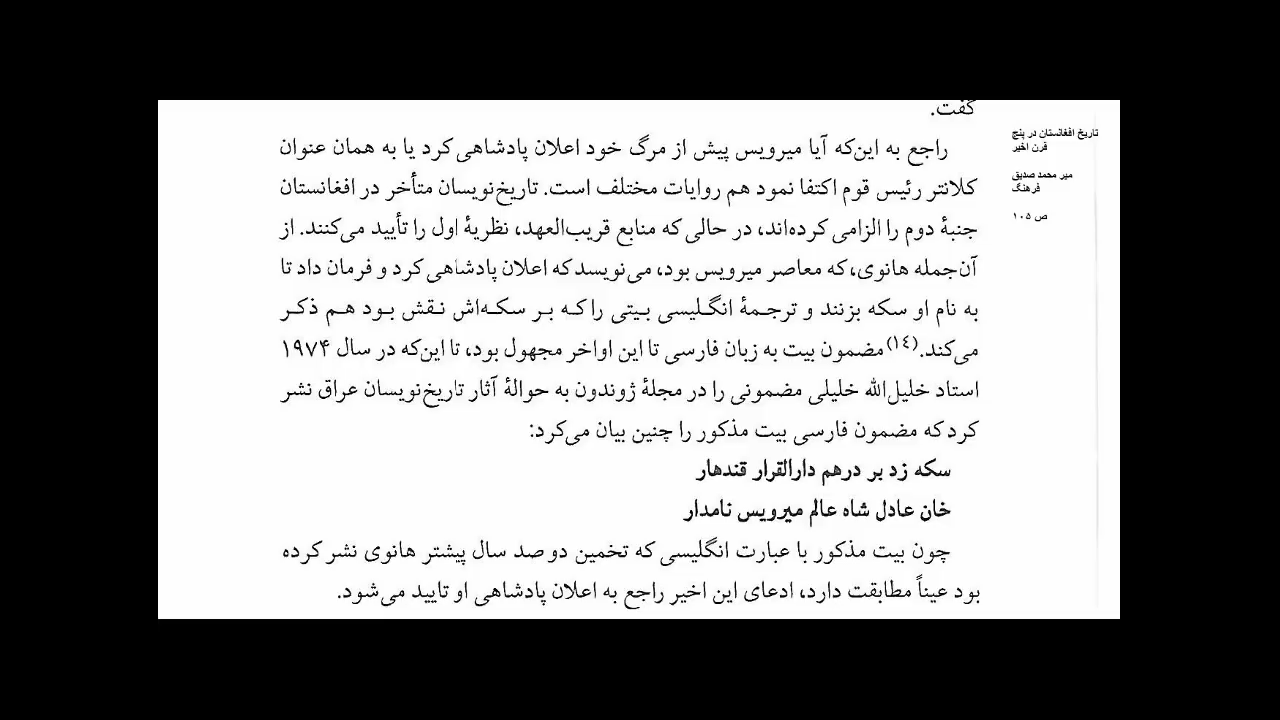 گفت.
راجع به این‌که آیا میرویس پیش از مرگ خود اعلان پادشاهی کرد یا به همان عنوان
کلانتر رئیس قوم اکتفا نمود هم روایات مختلف است. تاریخ‌نویسان متأخر در افغانستان
جنبهٔ دوم را الزامی کرده‌اند، در حالی که منابع قریب‌العهد، نظریهٔ اول را تأیید می‌کنند. از
آن‌جمله هانوی، که معاصر میرویس بود، می‌نویسد که اعلان پادشاهی کرد و فرمان داد تا
به نام او سکه بزنند و ترجمهٔ انگلیسی بیتی را که بر سکه‌اش نقش بود هم ذکر
می‌کند.(۱۴) مضمون بیت به زبان فارسی تا این اواخر مجهول بود، تا این‌که در سال ۱۹۷۴
استاد خلیل‌الله خلیلی مضمونی را در مجلهٔ ژوندون به حوالهٔ آثار تاریخ‌نویسان عراق نشر
کرد که مضمون فارسی بیت مذکور را چنین بیان می‌کرد:
سکه زد بر درهم دارالقرار قندهار
خان عادل شاه عالم میرویس نامدار
چون بیت مذکور با عبارت انگلیسی که تخمین دو صد سال پیشتر هانوی نشر کرده
بود عیناً مطابقت دارد، ادعای این اخیر راجع به اعلان پادشاهی او تایید می‌شود.
تاریخ افغانستان در پنج
قرن اخیر
میر محمد صدیق
فرهنگ
ص ۱۰۵